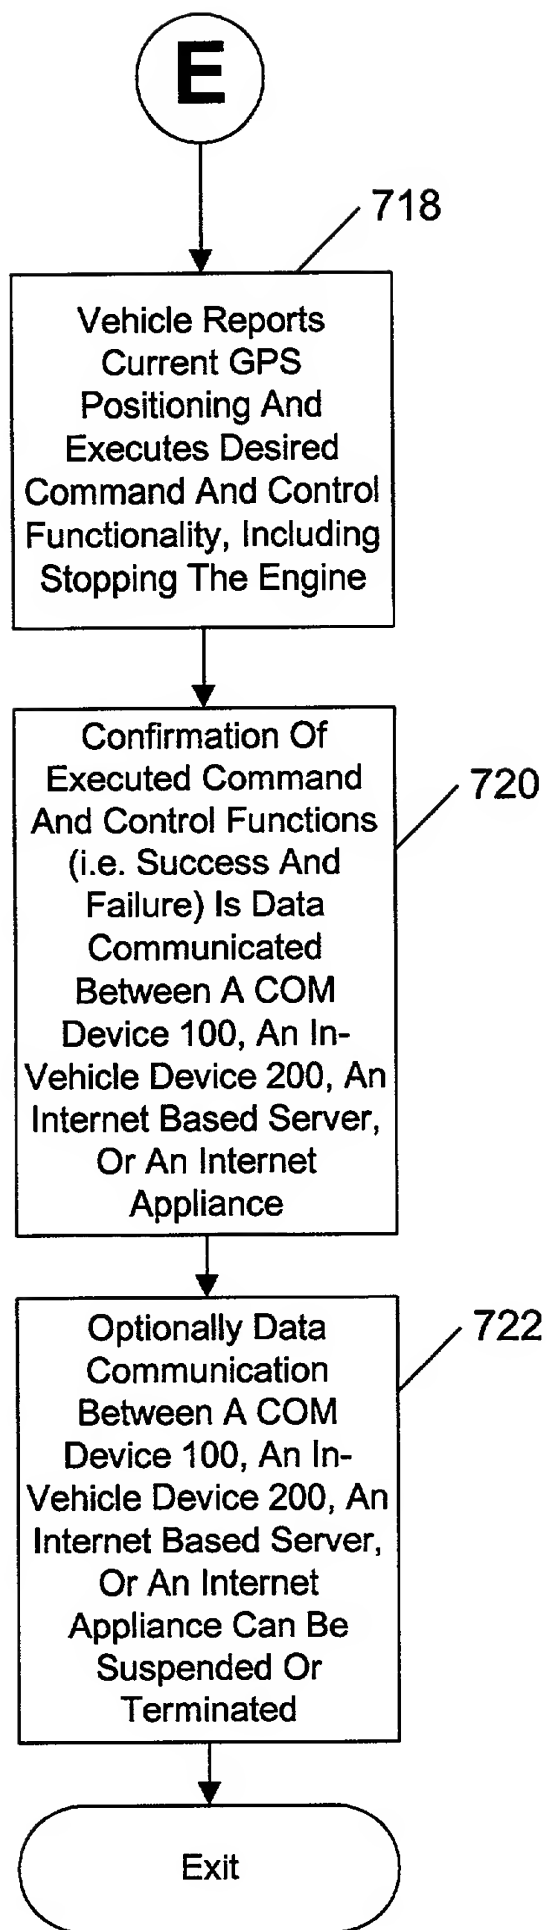 E
718
Vehicle Reports
Current GPS
Positioning And
Executes Desired
Command And Control
Functionality, Including
Stopping The Engine
Confirmation Of
Executed Command
And Control Functions
(i.e. Success And
Failure) Is Data
Communicated
Between A COM
Device 100, An In-
Vehicle Device 200, An
Internet Based Server,
Or An Internet
Appliance
720
Optionally Data
Communication
Between A COM
Device 100, An In-
Vehicle Device 200, An
Internet Based Server,
Or An Internet
Appliance Can Be
Suspended Or
Terminated
722
Exit